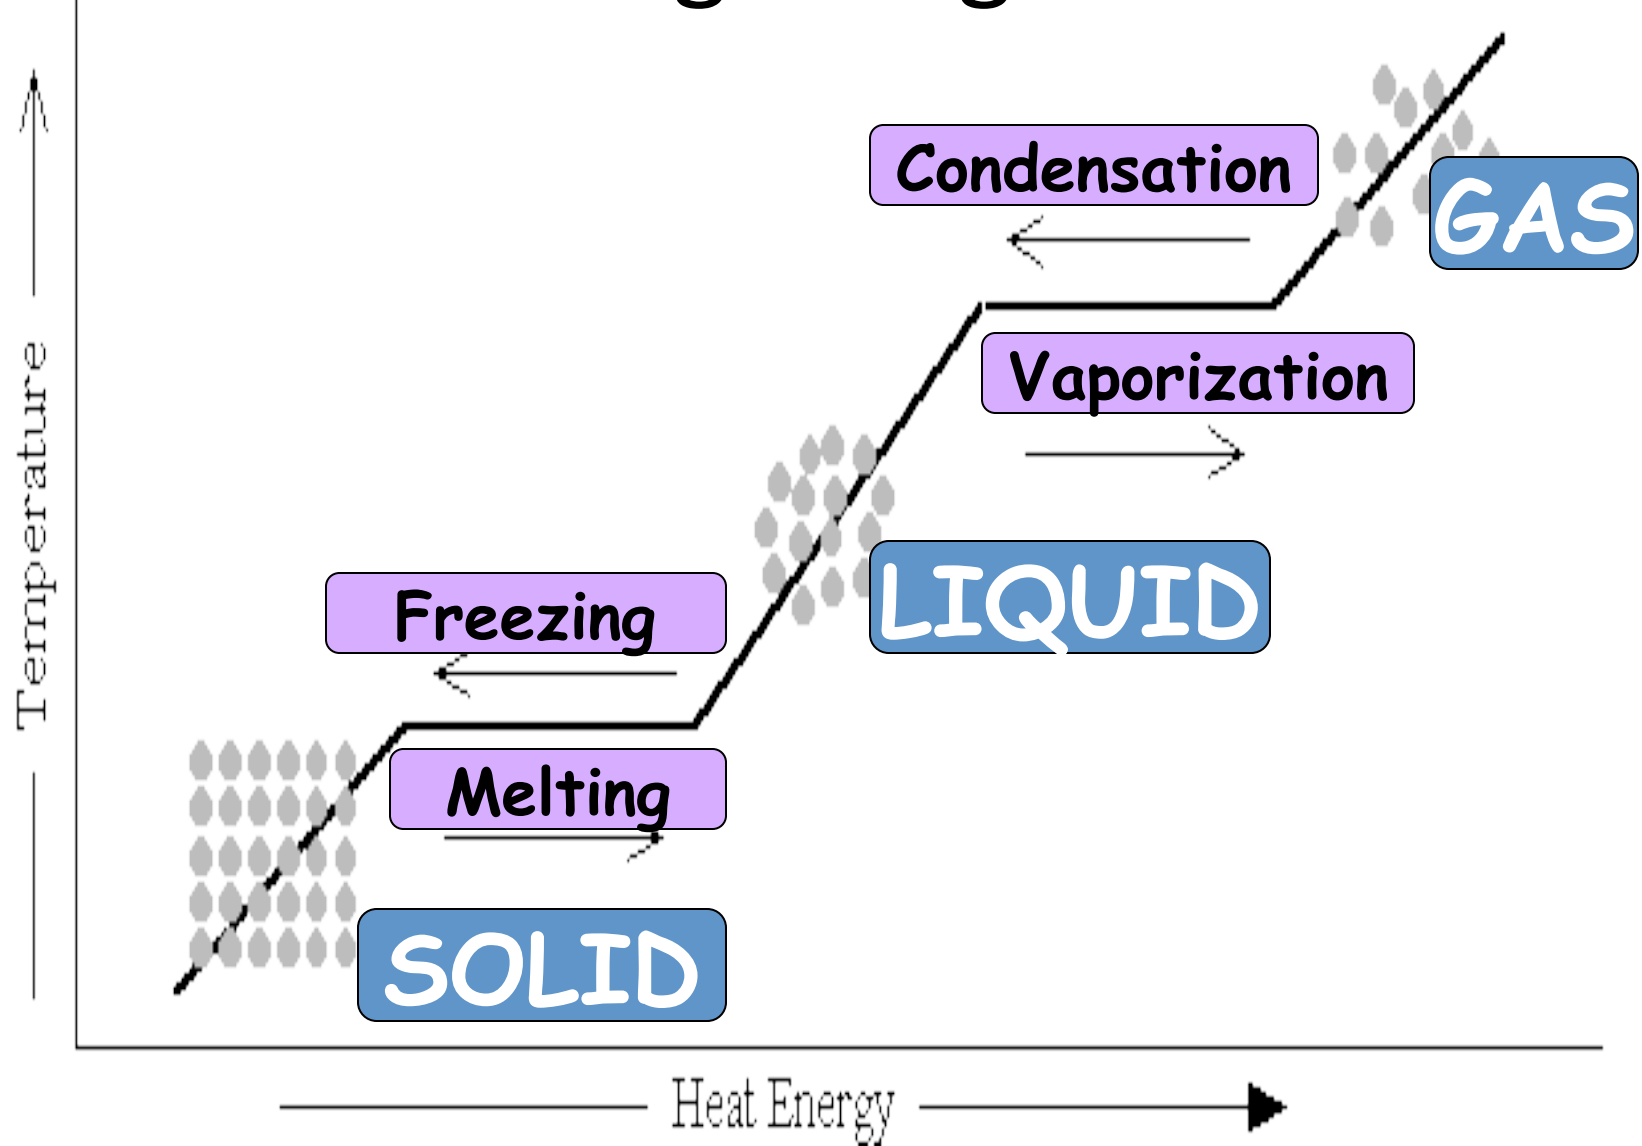 Condensation
GAS
Vaporization
LIQUID
Freezing
Melting
SOLID
Temperature
Heat Energy